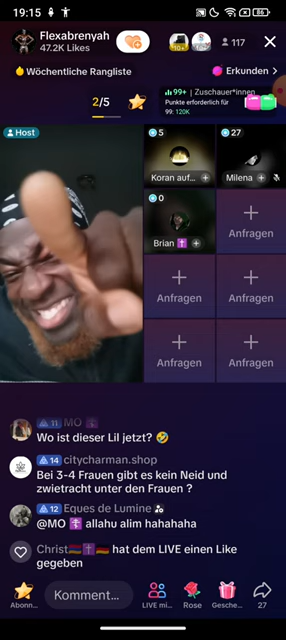 19:15
86
Flexabrenyah
47.2K Likes
10+
117
Wöchentliche Rangliste
Erkunden >
2/5
99+ | Zuschauer*innen
Punkte erforderlich für
99: 120K
Host
5
Koran auf...
27
Milena
0
Brian ✝️
Anfragen
Anfragen
Anfragen
Anfragen
Anfragen
11 MO ☦️
Wo ist dieser Lil jetzt? 🤣
14 citycharman.shop
Bei 3-4 Frauen gibt es kein Neid und
zwietracht unter den Frauen ?
12 Eques de Lumine
@MO ☦️ allahu alim hahahaha
Christ🇦🇲✝️🇩🇪 hat dem LIVE einen Like
gegeben
Abonn...
Komment...
LIVE mi...
Rose
Gesche...
27